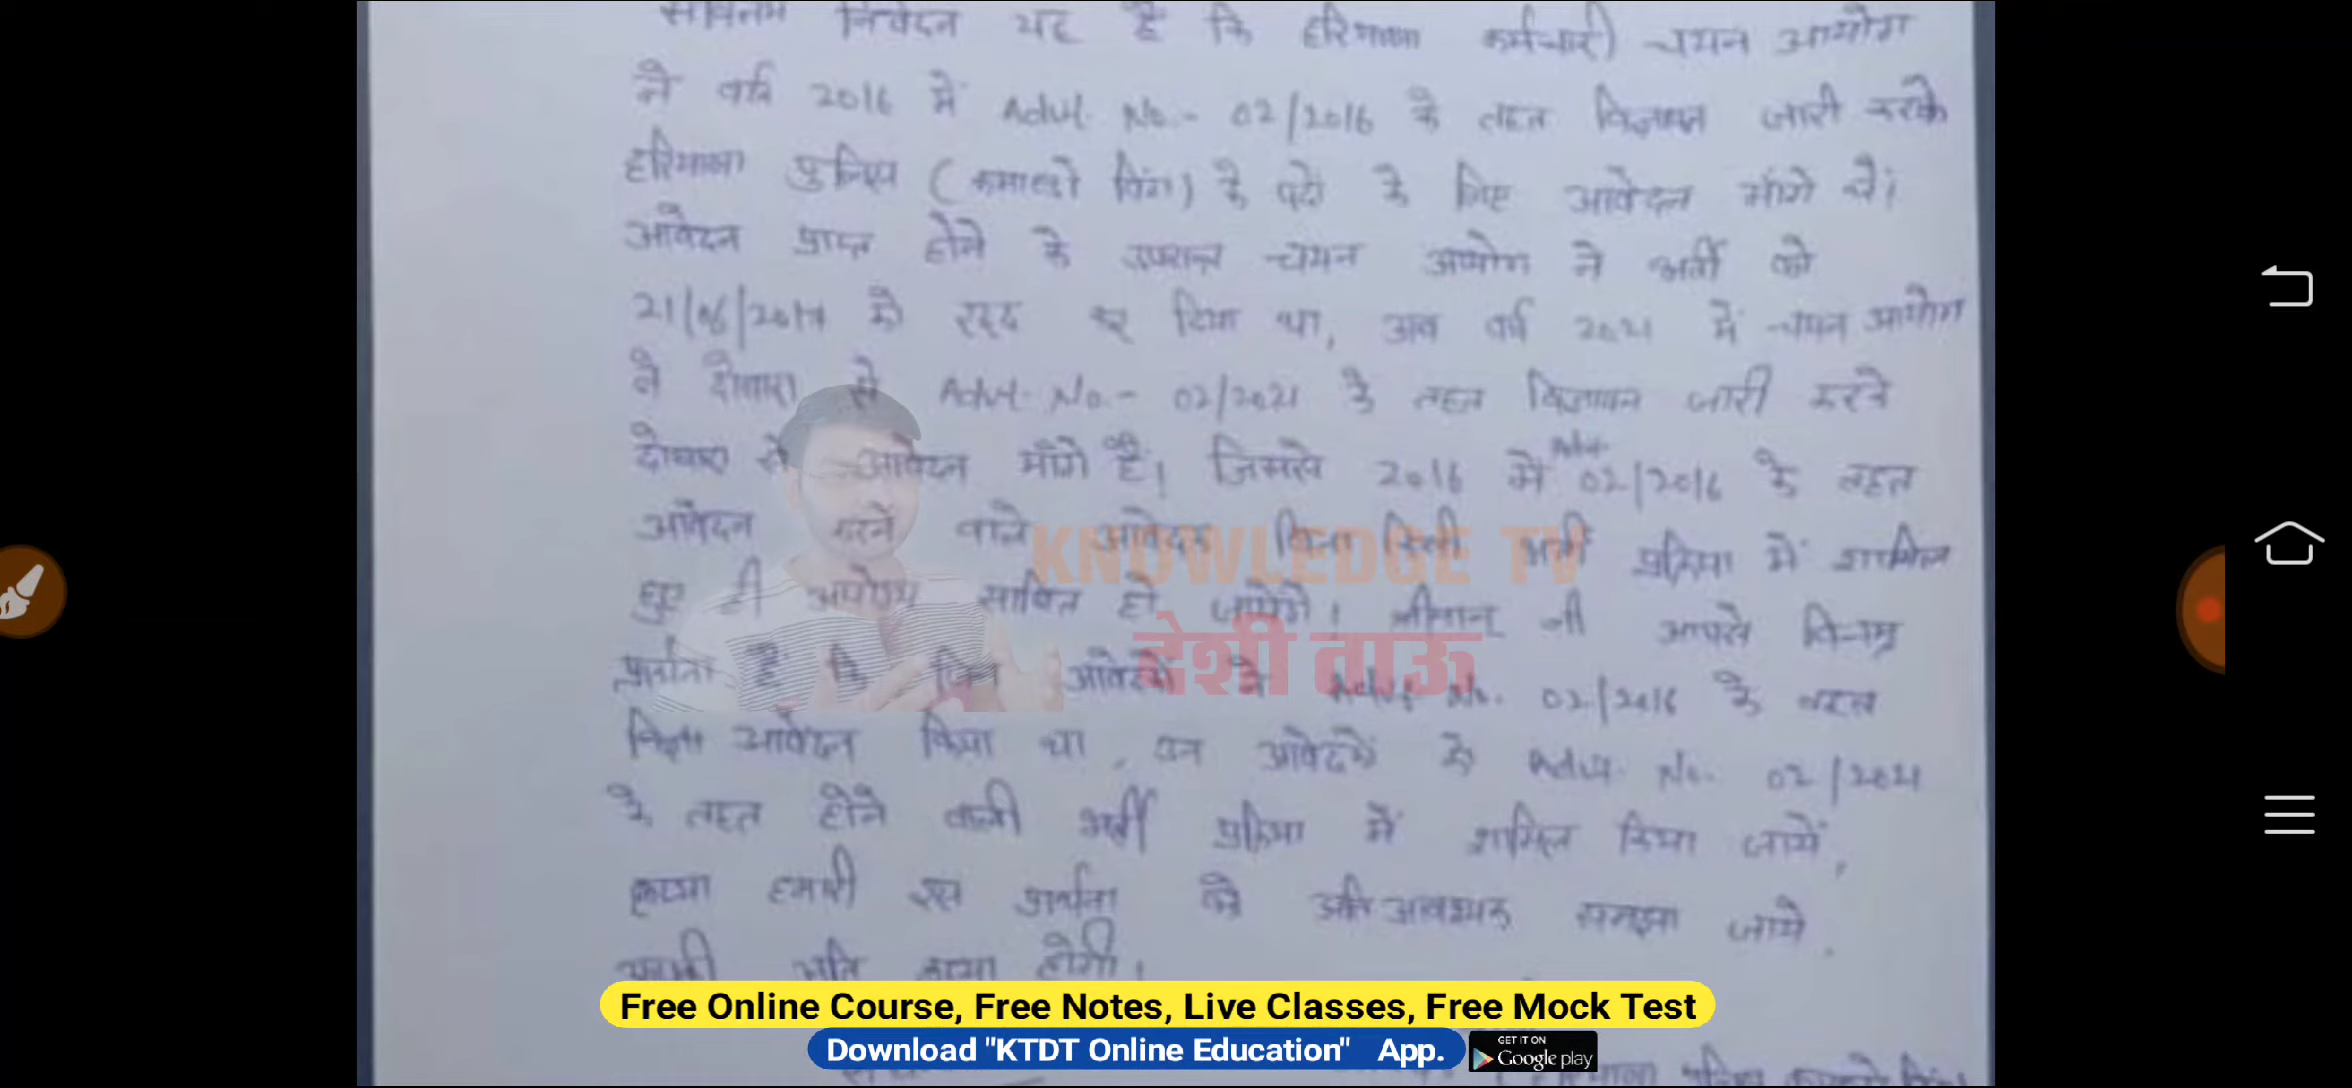 सविनय निवेदन यह है कि हरियाणा कर्मचारी चयन आयोग
ने वर्ष 2016 में Advt. No.- 02/2016 के तहत विज्ञापन जारी करके
हरियाणा पुलिस (कमाण्डो विंग) के पदों के लिए आवेदन माँगे थे।
आवेदन प्राप्त होने के उपरान्त चयन आयोग ने भर्ती को
को रद्द कर दिया था, अब वर्ष 2021 में चयन आयोग
ने दोबारा से Advt. No.- 02/2021 के तहत विज्ञापन जारी करके
दोबारा से आवेदन माँगे हैं। जिससे 2016 में Advt. 02/2016 के तहत
आवेदन करने वाले आवेदक बिना किसी भर्ती प्रक्रिया में शामिल
KNOWLEDGE TV
हुए ही अयोग्य साबित हो जायेंगे। श्रीमान् जी आपसे विनम्र
देशी ताऊ
प्रार्थना है कि जिन आवेदकों ने Advt. No. 02/2016 के तहत
आवेदन किया था, उन आवेदकों को Advt. No. 02/2021
के तहत होने वाली भर्ती प्रक्रिया में शामिल किया जाये,
कृप्या हमारी इस प्रार्थना को अति आवश्यक समझा जाये,
आपकी अति कृपा होगी।
Free Online Course, Free Notes, Live Classes, Free Mock Test
Download "KTDT Online Education" App.
GET IT ON
Google play